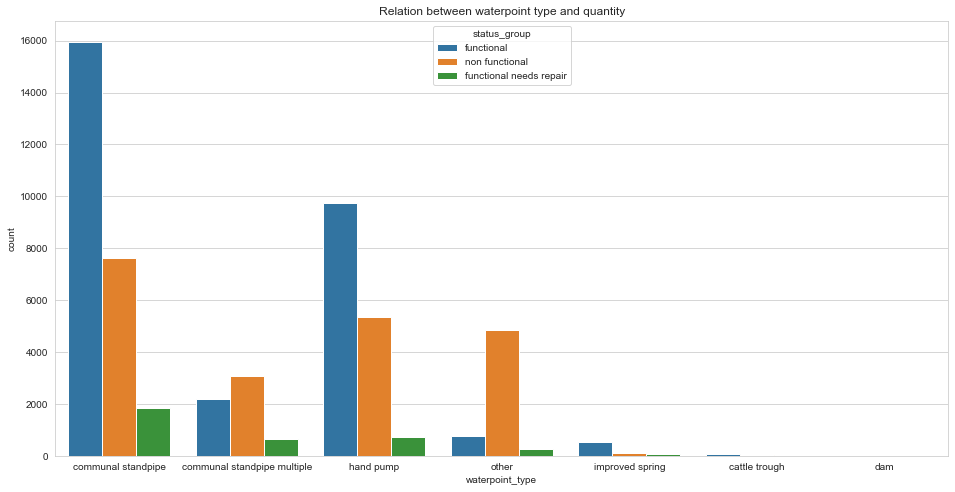 Relation between waterpoint type and quantity
status_group
functional
non functional
functional needs repair
count
16000
14000
12000
10000
8000
6000
4000
2000
0
communal standpipe communal standpipe multiple hand pump other improved spring cattle trough dam
waterpoint_type